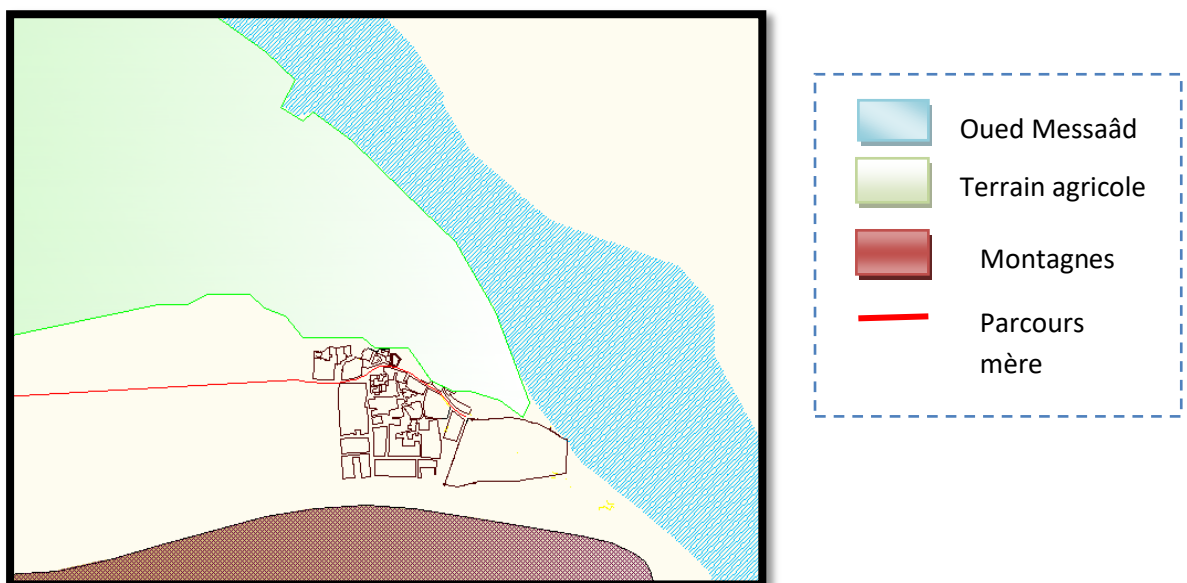 Oued Messaâd
Terrain agricole
Montagnes
Parcours
mère